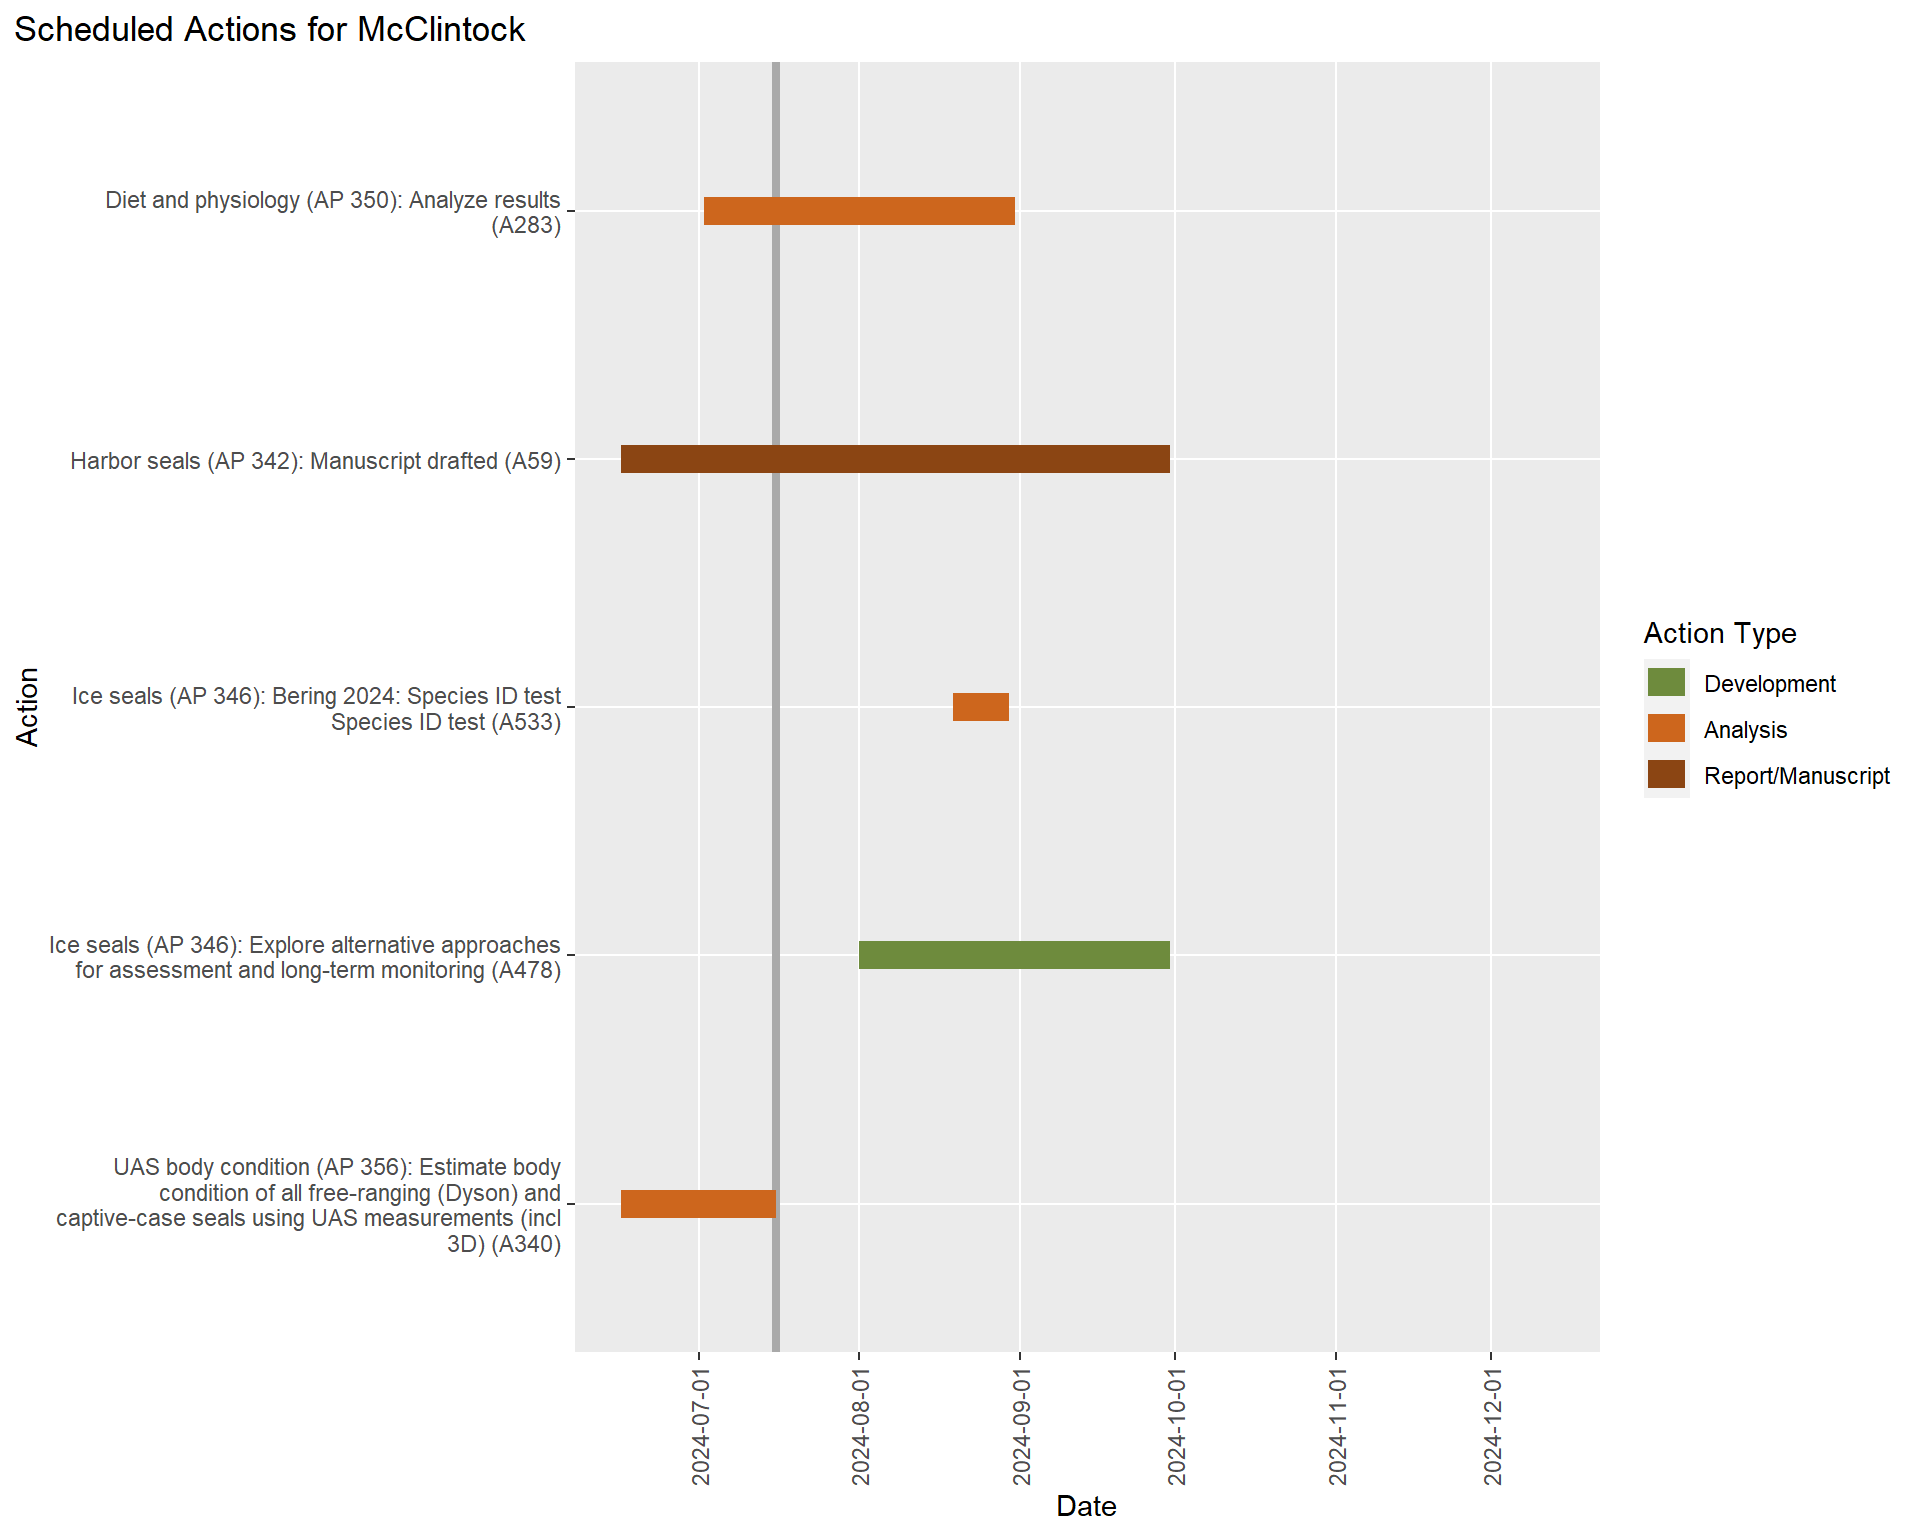 Scheduled Actions for McClintock
Diet and physiology (AP 350): Analyze results
(A283)
Harbor seals (AP 342): Manuscript drafted (A59)
Ice seals (AP 346): Bering 2024: Species ID test
Species ID test (A533)
Ice seals (AP 346): Explore alternative approaches
for assessment and long-term monitoring (A478)
UAS body condition (AP 356): Estimate body
condition of all free-ranging (Dyson) and
captive-case seals using UAS measurements (incl
3D) (A340)
Action
2024-07-01
2024-08-01
2024-09-01
2024-10-01
2024-11-01
2024-12-01
Date
Action Type
Development
Analysis
Report/Manuscript